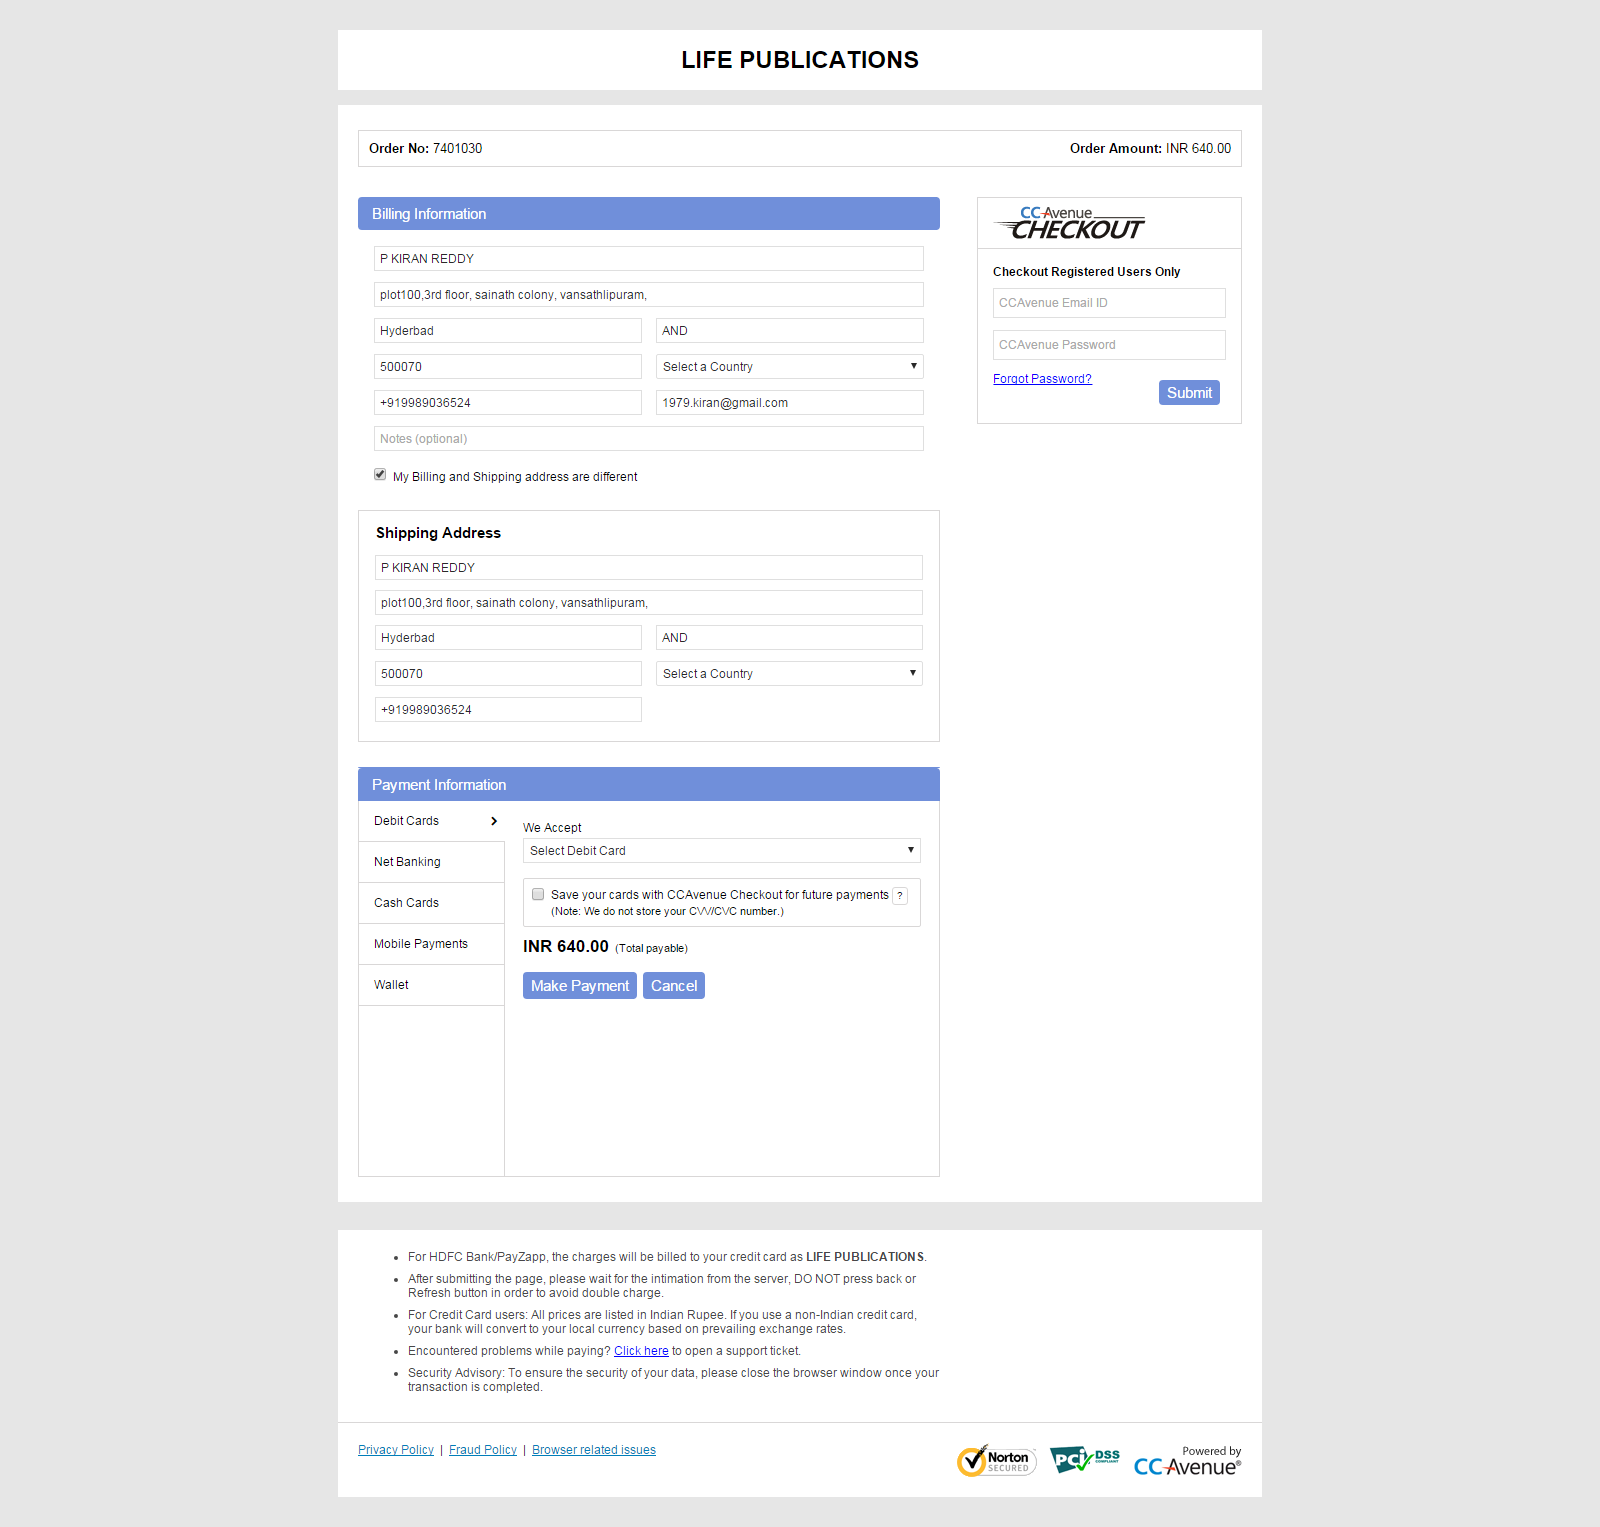 LIFE PUBLICATIONS
Order No: 7401030
Order Amount: INR 640.00
Billing Information
P KIRAN REDDY
plot100,3rd floor, sainath colony, vansathlipuram,
Hyderbad
AND
500070
Select a Country
+919989036524
1979.kiran@gmail.com
Notes (optional)
My Billing and Shipping address are different
CC Avenue
CHECKOUT
Checkout Registered Users Only
CCAvenue Email ID
CCAvenue Password
Forgot Password?
Submit
Shipping Address
P KIRAN REDDY
plot100,3rd floor, sainath colony, vansathlipuram,
Hyderbad
AND
500070
Select a Country
+919989036524
Payment Information
Debit Cards
Net Banking
Cash Cards
Mobile Payments
Wallet
We Accept
Select Debit Card
Save your cards with CCAvenue Checkout for future payments ?
(Note: We do not store your CVV/CVC number.)
INR 640.00 (Total payable)
Make Payment
Cancel
• For HDFC Bank/PayZapp, the charges will be billed to your credit card as LIFE PUBLICATIONS.
• After submitting the page, please wait for the intimation from the server, DO NOT press back or
Refresh button in order to avoid double charge.
• For Credit Card users: All prices are listed in Indian Rupee. If you use a non-Indian credit card,
your bank will convert to your local currency based on prevailing exchange rates.
• Encountered problems while paying? Click here to open a support ticket.
• Security Advisory: To ensure the security of your data, please close the browser window once your
transaction is completed.
Privacy Policy | Fraud Policy | Browser related issues
Norton
SECURED
PCI DSS
COMPLIANT
Powered by
CCAvenue®